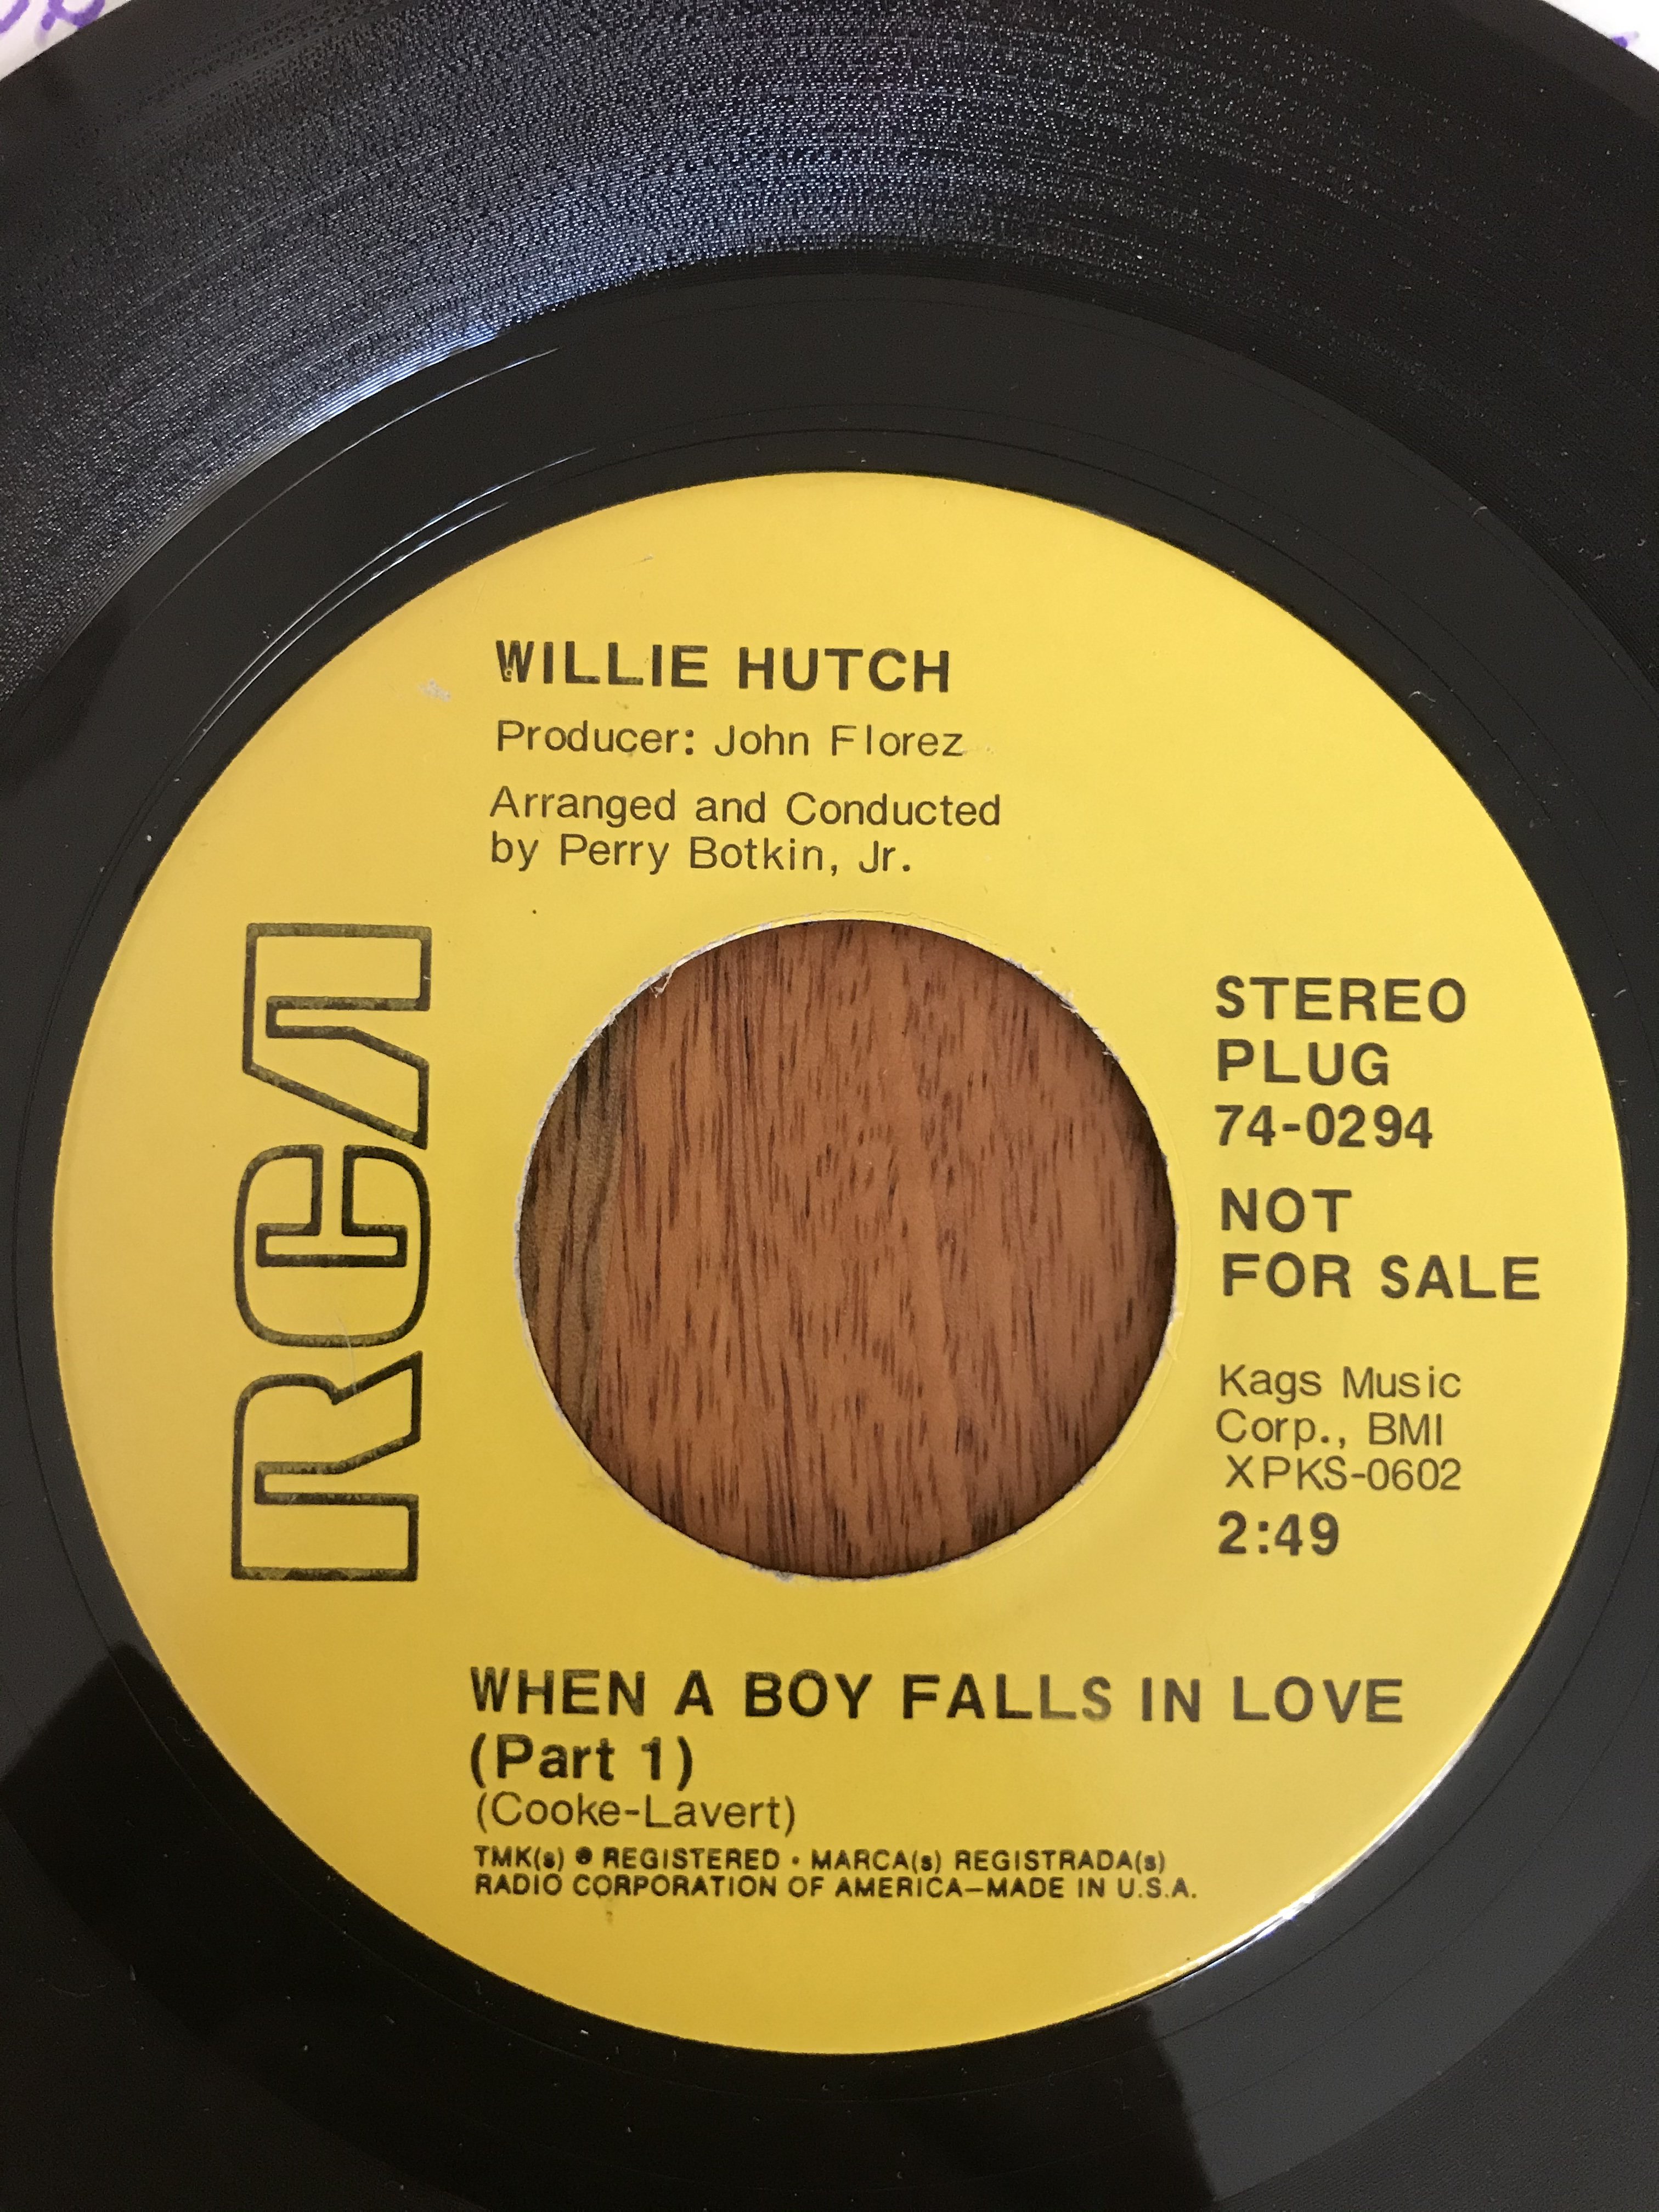 WILLIE HUTCH
Producer: John Florez
Arranged and Conducted
by Perry Botkin, Jr.
RCA
STEREO
PLUG
74-0294
NOT
FOR SALE
Kags Music
Corp., BMI
XPKS-0602
2:49
WHEN A BOY FALLS IN LOVE
(Part 1)
(Cooke-Lavert)
TMK(s) ® REGISTERED • MARCA(s) REGISTRADA(s)
RADIO CORPORATION OF AMERICA—MADE IN U.S.A.